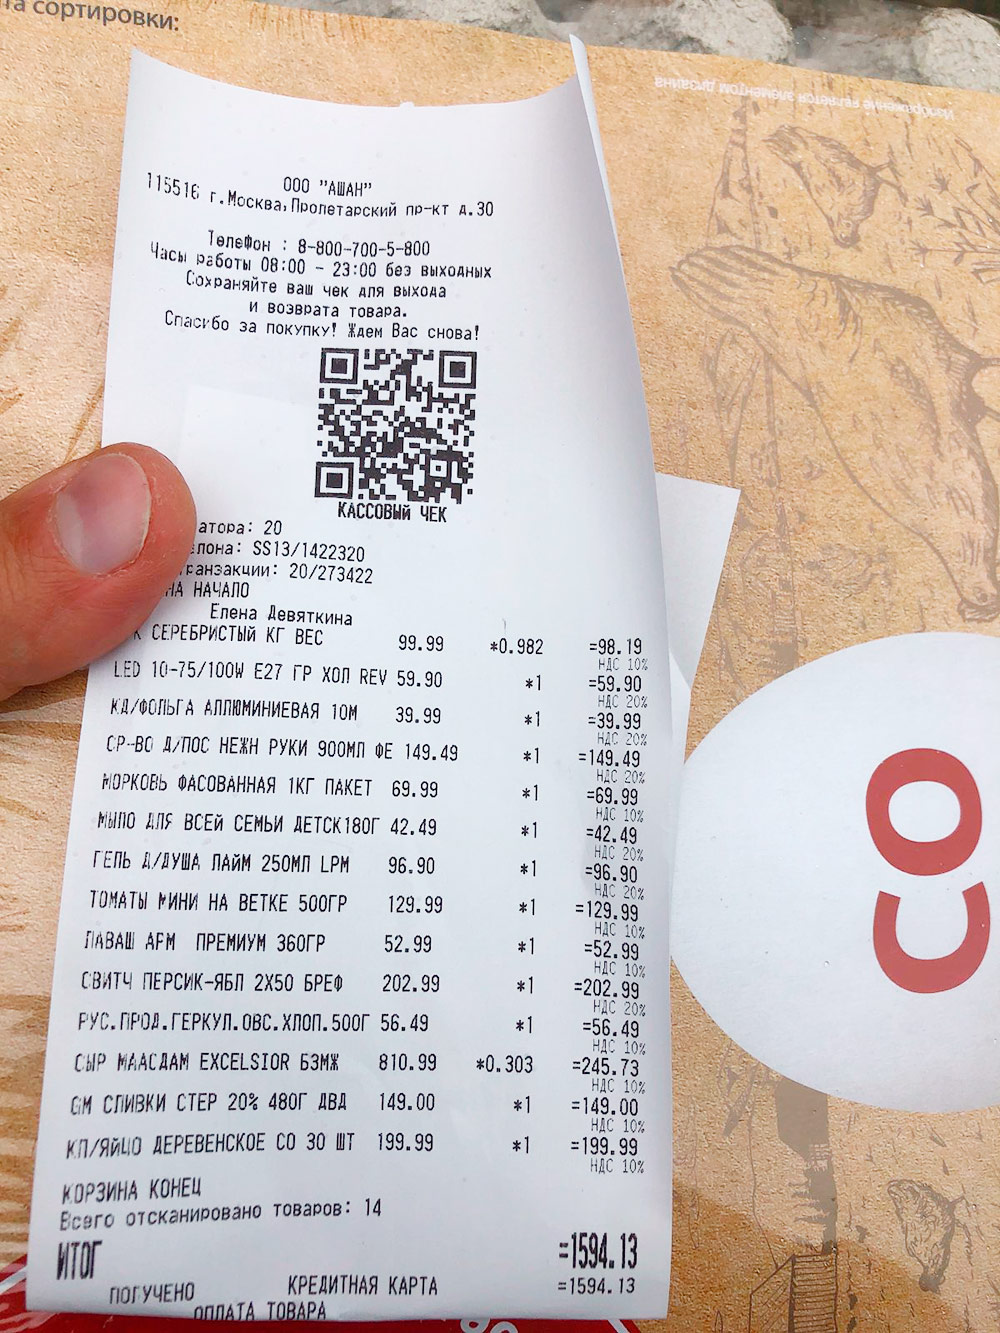 та сортировки:
Изображение является элементом дизайна
ООО "АШАН"
115516 г.Москва,Пролетарский пр-кт д.30
Телефон : 8-800-700-5-800
Часы работы 08:00 - 23:00 без выходных
Сохраняйте ваш чек для выхода
и возврата товара.
Спасибо за покупку! Ждем Вас снова!
КАССОВЫЙ ЧЕК
атора: 20
лона: SS13/1422320
транзакции: 20/273422
НА НАЧАЛО
Елена Девяткина
К СЕРЕБРИСТЫЙ КГ ВЕС 99.99 *0.982 =98.19
НДС 10%
LED 10-75/100W E27 ГР ХОЛ REV 59.90 *1 =59.90
НДС 20%
КД/ФОЛЬГА АЛЛЮМИНИЕВАЯ 10М 39.99 *1 =39.99
НДС 20%
СР-ВО Д/ПОС НЕЖН РУКИ 900МЛ ФЕ 149.49 *1 =149.49
НДС 20%
МОРКОВЬ ФАСОВАННАЯ 1КГ ПАКЕТ 69.99 *1 =69.99
НДС 10%
МЫЛО ДЛЯ ВСЕЙ СЕМЬИ ДЕТСК180Г 42.49 *1 =42.49
НДС 20%
ГЕЛЬ Д/ДУША ЛАЙМ 250МЛ LPM 96.90 *1 =96.90
НДС 20%
ТОМАТЫ МИНИ НА ВЕТКЕ 500ГР 129.99 *1 =129.99
НДС 10%
ЛАВАШ АРМ ПРЕМИУМ 360ГР 52.99 *1 =52.99
НДС 10%
СВИТЧ ПЕРСИК-ЯБЛ 2Х50 БРЕФ 202.99 *1 =202.99
НДС 20%
РУС.ПРОД.ГЕРКУЛ.ОВС.ХЛОП.500Г 56.49 *1 =56.49
НДС 10%
СЫР МААСДАМ EXCELSIOR БЗМЖ 810.99 *0.303 =245.73
НДС 10%
GM СЛИВКИ СТЕР 20% 480Г ДВД 149.00 *1 =149.00
НДС 10%
КП/ЯЙЦО ДЕРЕВЕНСКОЕ СО 30 ШТ 199.99 *1 =199.99
НДС 10%
КОРЗИНА КОНЕЦ
Всего отсканировано товаров: 14
ИТОГ =1594.13
ПОЛУЧЕНО КРЕДИТНАЯ КАРТА =1594.13
ОПЛАТА ТОВАРА
СО